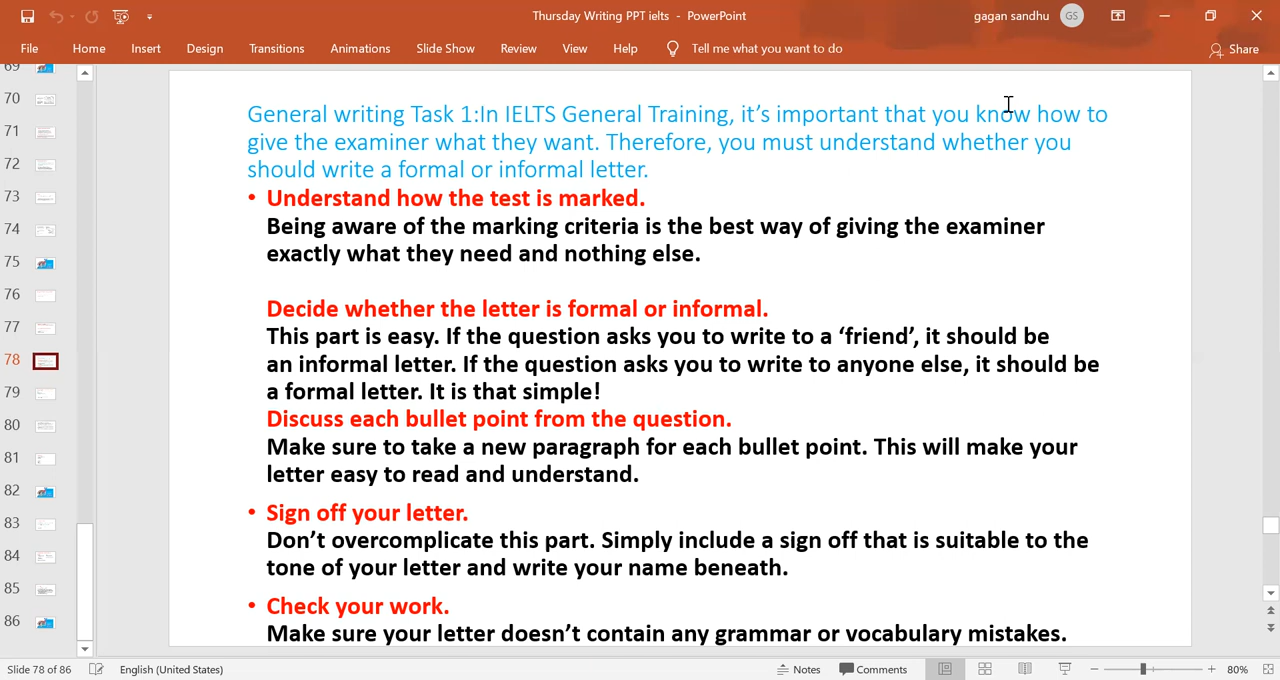 Thursday Writing PPT ielts - PowerPoint
gagan sandhu GS
File Home Insert Design Transitions Animations Slide Show Review View Help Tell me what you want to do Share
General writing Task 1:In IELTS General Training, it’s important that you know how to
give the examiner what they want. Therefore, you must understand whether you
should write a formal or informal letter.
• Understand how the test is marked.
Being aware of the marking criteria is the best way of giving the examiner
exactly what they need and nothing else.
Decide whether the letter is formal or informal.
This part is easy. If the question asks you to write to a ‘friend’, it should be
an informal letter. If the question asks you to write to anyone else, it should be
a formal letter. It is that simple!
Discuss each bullet point from the question.
Make sure to take a new paragraph for each bullet point. This will make your
letter easy to read and understand.
• Sign off your letter.
Don’t overcomplicate this part. Simply include a sign off that is suitable to the
tone of your letter and write your name beneath.
• Check your work.
Make sure your letter doesn’t contain any grammar or vocabulary mistakes.
69
70
71
72
73
74
75
76
77
78
79
80
81
82
83
84
85
86
Slide 78 of 86 English (United States) Notes Comments 80%